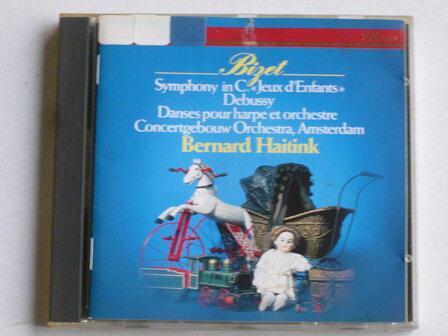 Bizet
Symphony in C «Jeux d'Enfants»
Debussy
Danses pour harpe et orchestre
Concertgebouw Orchestra, Amsterdam
Bernard Haitink